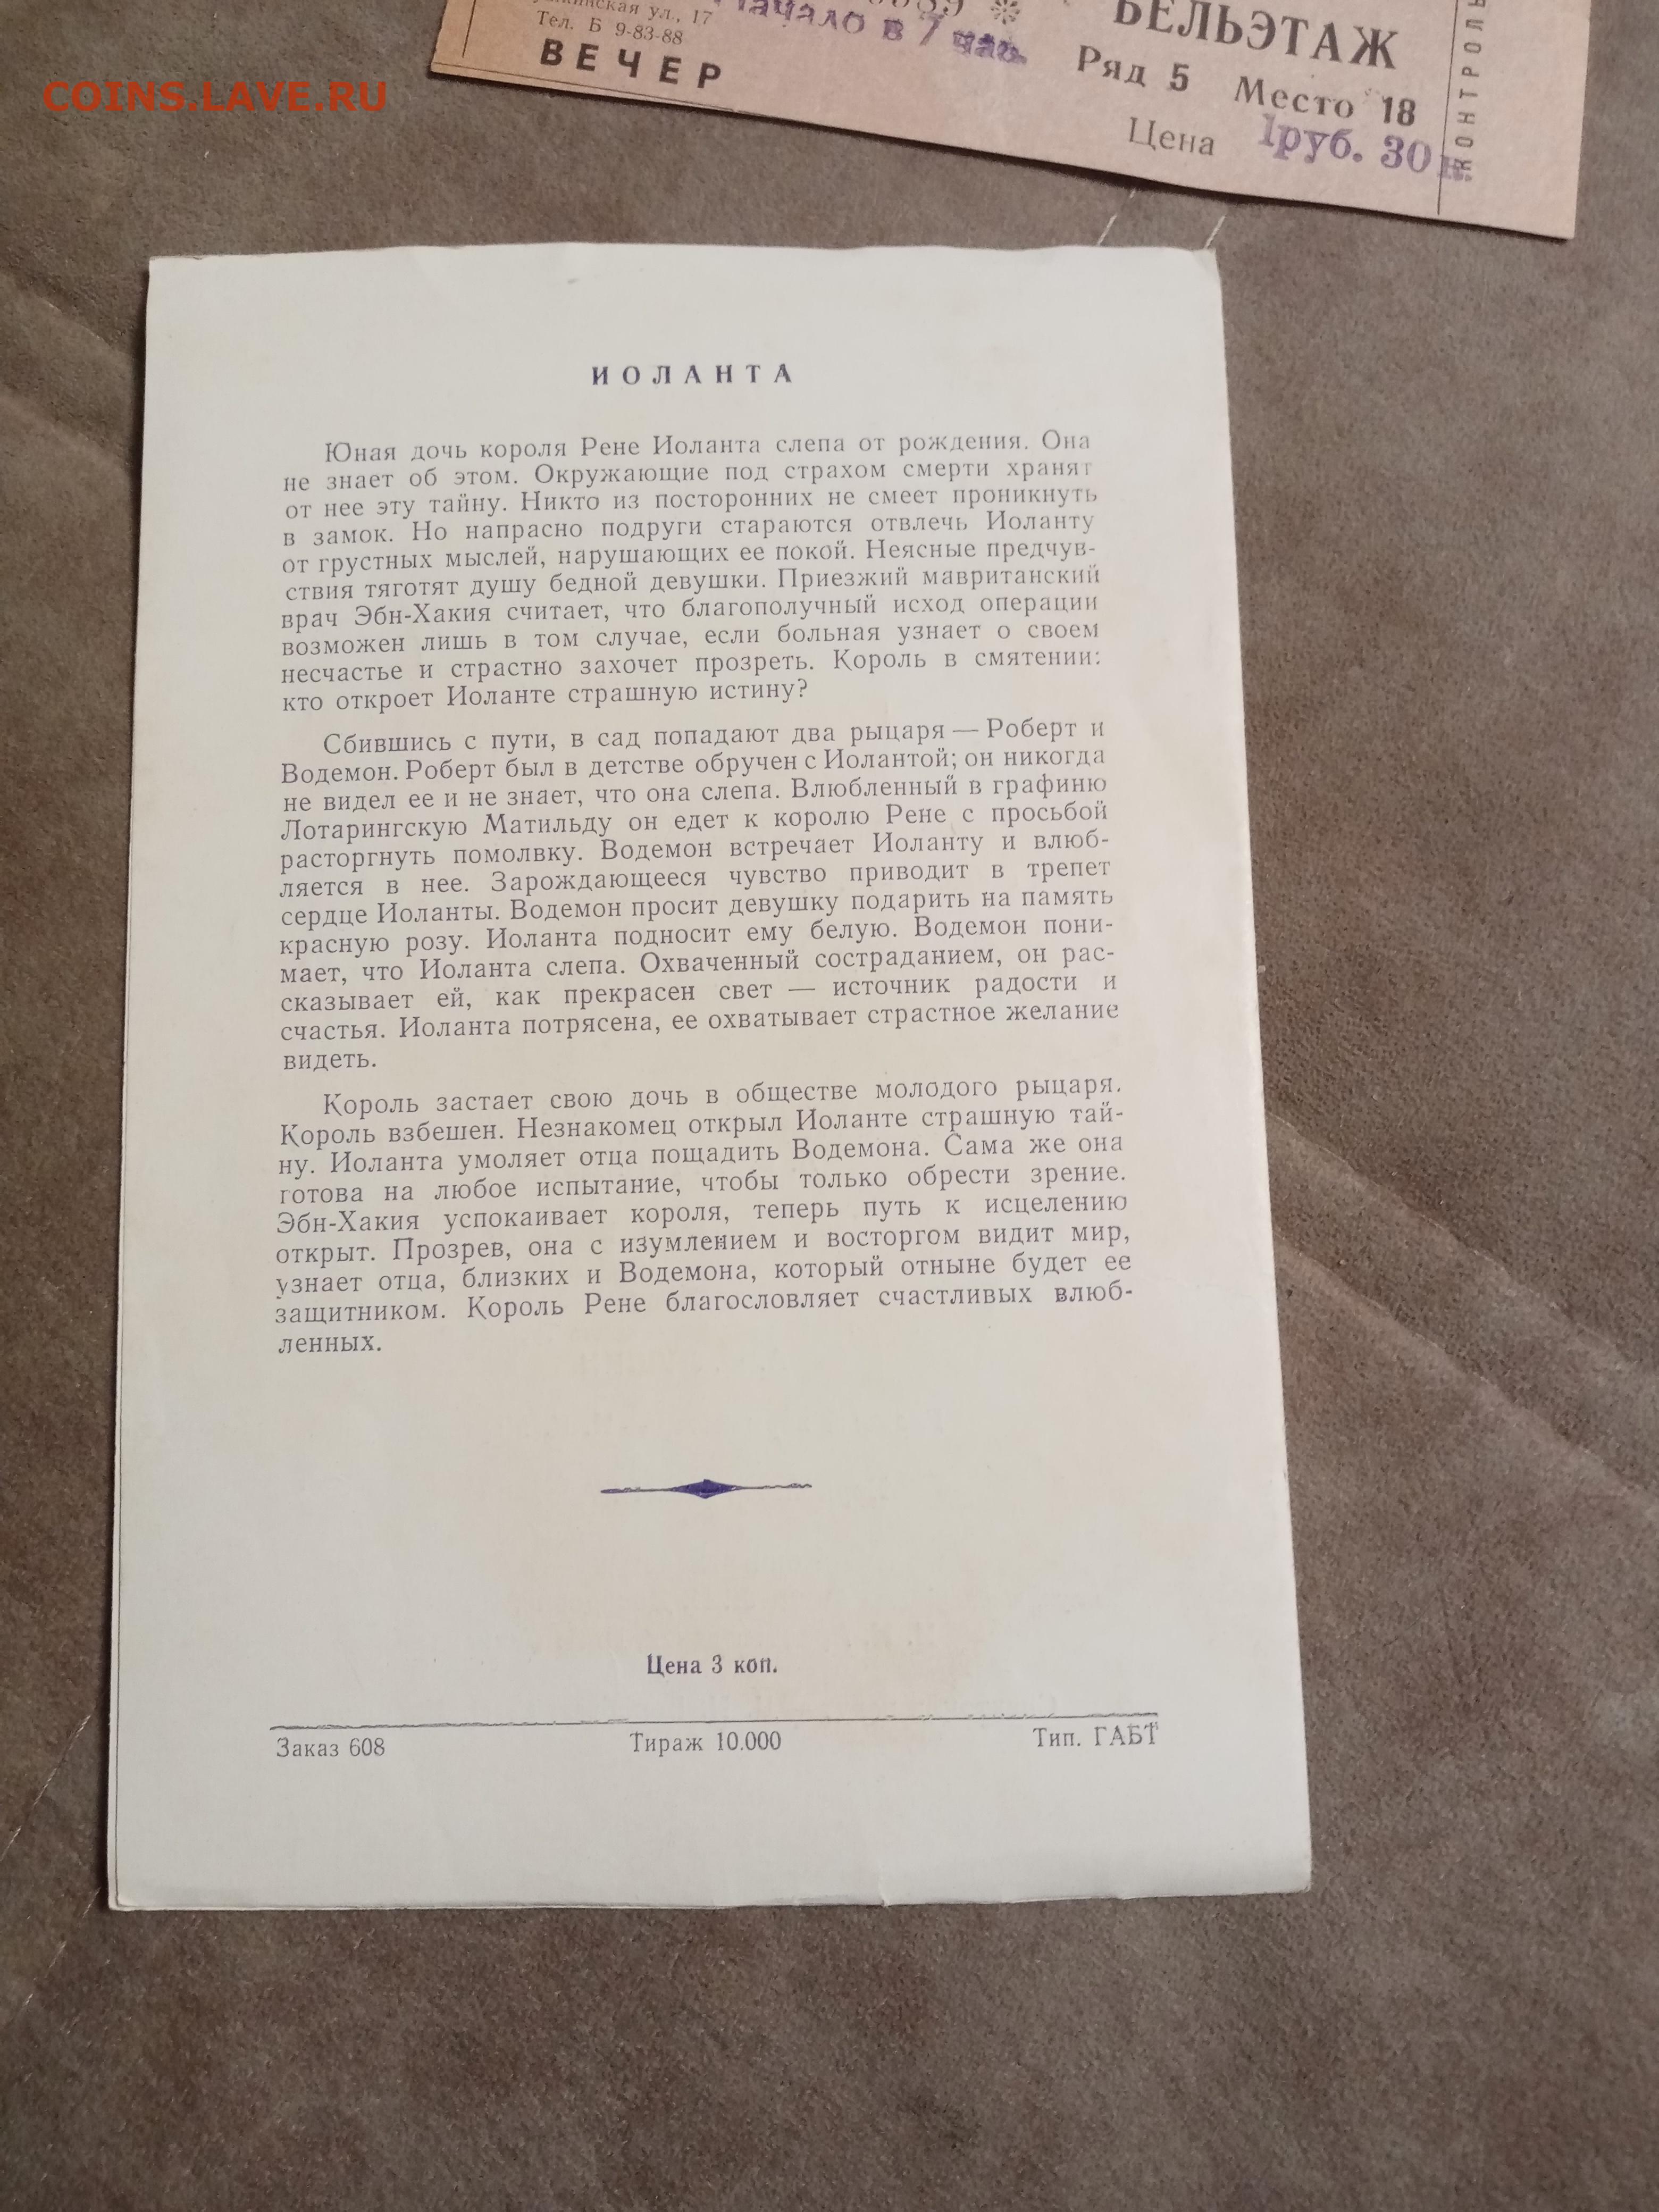 ул., 17
Тел. Б 9-83-88
ВЕЧЕР
Начало в 7 час.
БЕЛЬЭТАЖ
Ряд 5 Место 18
Цена 1руб. 30к.
КОНТРОЛЬ
COINS.LAVE.RU
ИОЛАНТА
Юная дочь короля Рене Иоланта слепа от рождения. Она
не знает об этом. Окружающие под страхом смерти хранят
от нее эту тайну. Никто из посторонних не смеет проникнуть
в замок. Но напрасно подруги стараются отвлечь Иоланту
от грустных мыслей, нарушающих ее покой. Неясные предчув-
ствия тяготят душу бедной девушки. Приезжий мавританский
врач Эбн-Хакия считает, что благополучный исход операции
возможен лишь в том случае, если больная узнает о своем
несчастье и страстно захочет прозреть. Король в смятении:
кто откроет Иоланте страшную истину?
Сбившись с пути, в сад попадают два рыцаря — Роберт и
Водемон. Роберт был в детстве обручен с Иолантой; он никогда
не видел ее и не знает, что она слепа. Влюбленный в графиню
Лотарингскую Матильду он едет к королю Рене с просьбой
расторгнуть помолвку. Водемон встречает Иоланту и влюб-
ляется в нее. Зарождающееся чувство приводит в трепет
сердце Иоланты. Водемон просит девушку подарить на память
красную розу. Иоланта подносит ему белую. Водемон пони-
мает, что Иоланта слепа. Охваченный состраданием, он рас-
сказывает ей, как прекрасен свет — источник радости и
счастья. Иоланта потрясена, ее охватывает страстное желание
видеть.
Король застает свою дочь в обществе молодого рыцаря.
Король взбешен. Незнакомец открыл Иоланте страшную тай-
ну. Иоланта умоляет отца пощадить Водемона. Сама же она
готова на любое испытание, чтобы только обрести зрение.
Эбн-Хакия успокаивает короля, теперь путь к исцелению
открыт. Прозрев, она с изумлением и восторгом видит мир,
узнает отца, близких и Водемона, который отныне будет ее
защитником. Король Рене благословляет счастливых влюб-
ленных.
Цена 3 коп.
Заказ 608 Тираж 10.000 Тип. ГАБТ